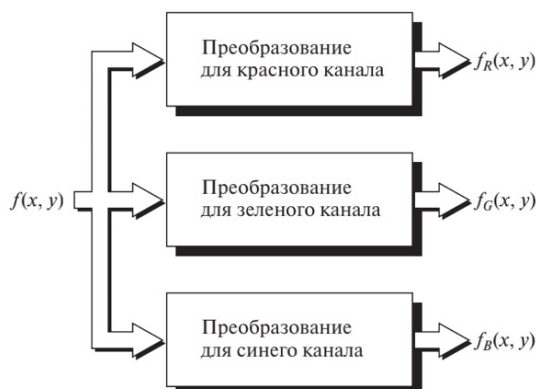 Преобразование
для красного канала
f_R(x, y)
f(x, y)
Преобразование
для зеленого канала
f_G(x, y)
Преобразование
для синего канала
f_B(x, y)